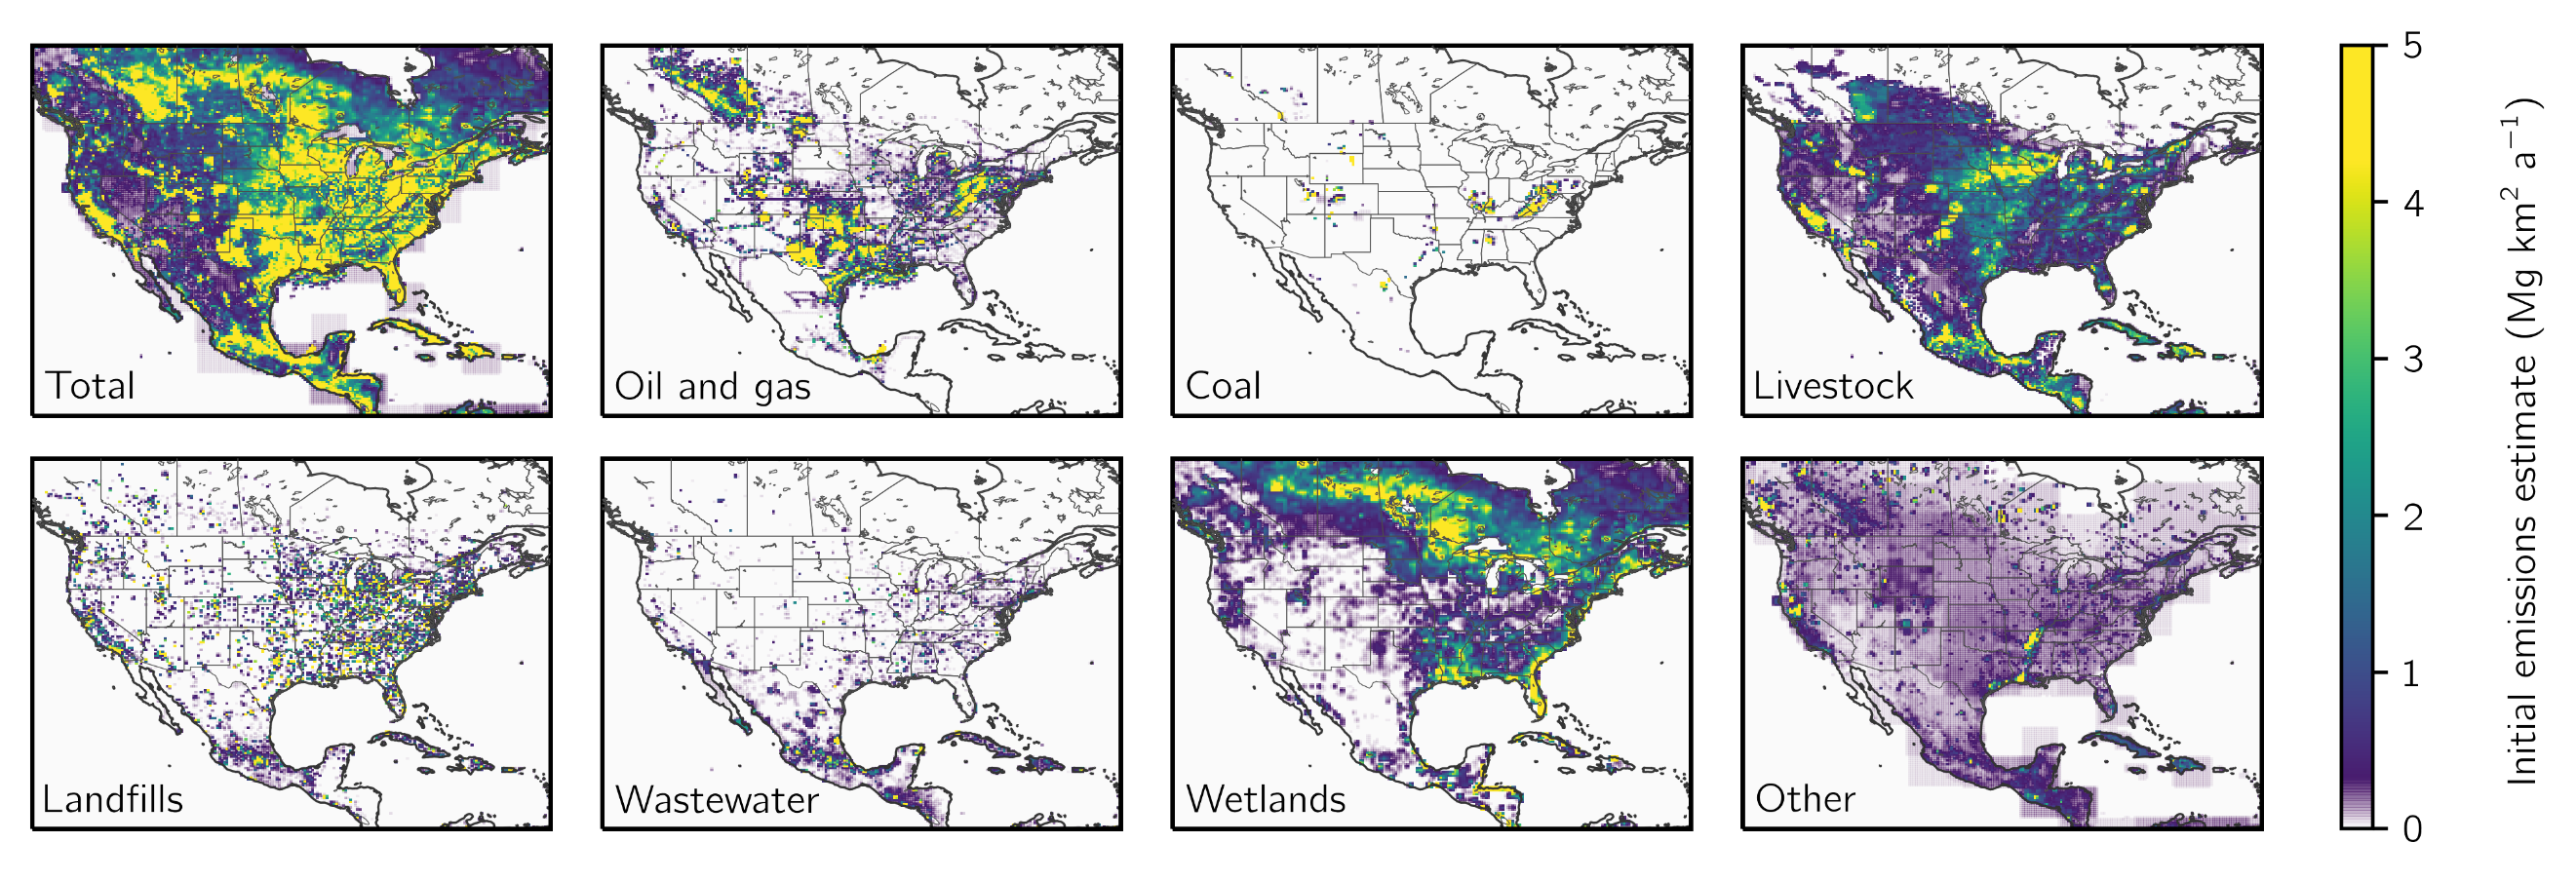 Total
Oil and gas
Coal
Livestock
Landfills
Wastewater
Wetlands
Other
5
4
3
2
1
0
Initial emissions estimate (Mg km² a⁻¹)